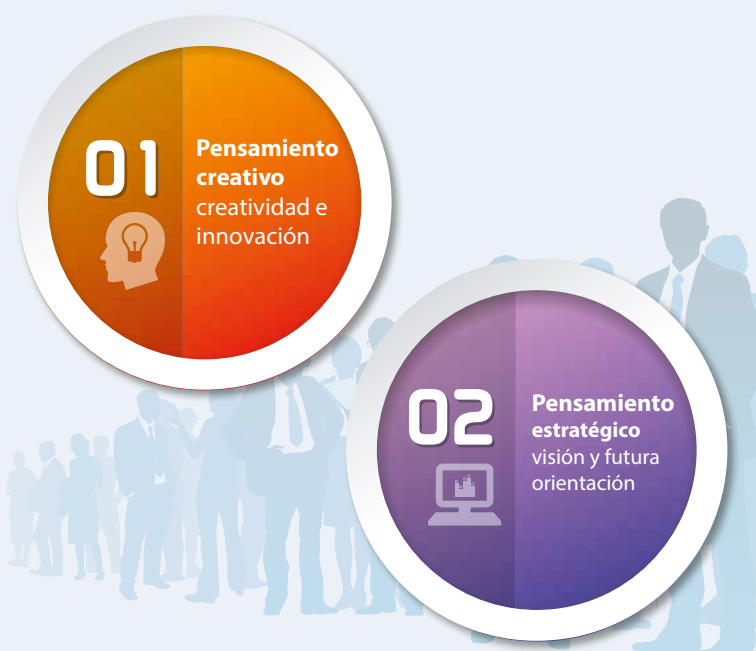 01
Pensamiento
creativo
creatividad e
innovación
02
Pensamiento
estratégico
visión y futura
orientación